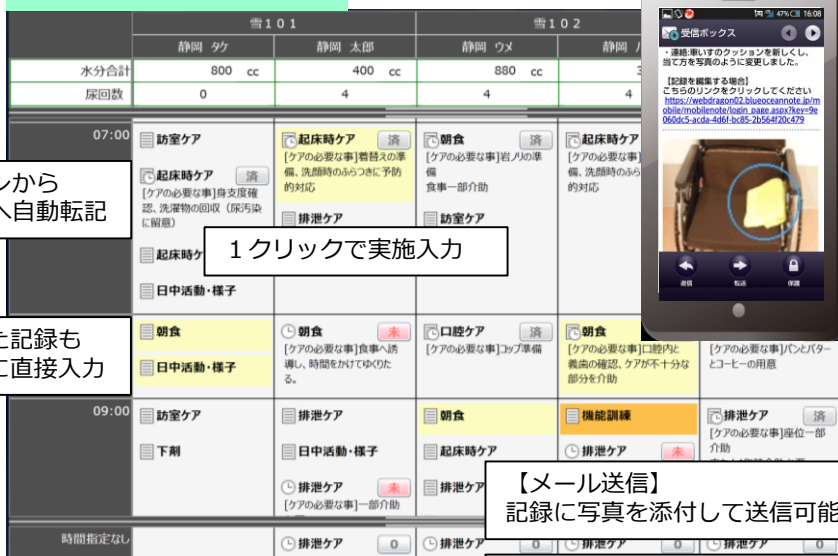 雪101
雪102
静岡 タケ
静岡 太郎
静岡 ウメ
静岡
水分合計
800 cc
400 cc
880 cc
尿回数
0
4
4
4
07:00
訪室ケア
起床時ケア 済
[ケアの必要な事]身支度確
認、洗濯物の回収（尿汚染
に留意）
起床時ケ
日中活動・様子
起床時ケア 済
[ケアの必要な事]着替えの準
備、洗顔時のふらつきに予防
的対応
排泄ケア
朝食 済
[ケアの必要な事]岩ノリの準
備
食事一部介助
訪室ケア
起床時ケア
[ケアの必要な事]
備、洗顔時のふら
的対応
ンから
へ自動転記
１クリックで実施入力
た記録も
に直接入力
朝食
日中活動・様子
朝食 未
[ケアの必要な事]食事へ誘
導し、時間をかけてゆくりた
る。
口腔ケア 済
[ケアの必要な事]コップ準備
朝食
[ケアの必要な事]口腔内と
義歯の確認、ケアが不十分な
部分を介助
[ケアの必要な事]パンとバター
とコーヒーの用意
09:00
訪室ケア
下剤
排泄ケア
日中活動・様子
排泄ケア 未
[ケアの必要な事]一部介助
朝食
起床時ケア
排泄ケア
機能訓練
排泄ケア 未
排泄ケア 済
[ケアの必要な事]座位一部
介助
【メール送信】
記録に写真を添付して送信可能
時間指定なし
排泄ケア 0
排泄ケア 0
排泄ケア 0
排泄ケア 0
47% 16:08
受信ボックス
・連絡:車いすのクッションを新しくし、
当て方を写真のように変更しました。
【記録を編集する場合】
こちらのリンクをクリックしてください
https://webdragon02.blueoceannote.jp/m
obile/mobilenote/login_page.aspx?key=9e
060dc5-acda-4d6f-bc85-2b564f20c479
返信
転送
保護